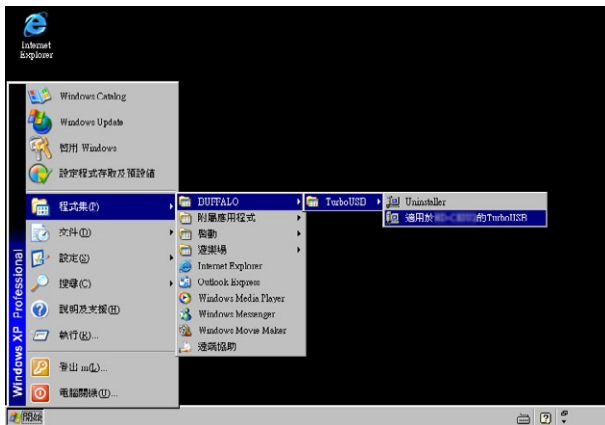 Internet
Explorer
Windows Catalog
Windows Update
啟用 Windows
設定程式存取及預設值
程式集(P)
文件(D)
設定(S)
搜尋(C)
說明及支援(H)
執行(R)...
登出 m(L)...
電腦關機(U)...
Windows XP Professional
BUFFALO
附屬應用程式
啟動
遊樂場
Internet Explorer
Outlook Express
Windows Media Player
Windows Messenger
Windows Movie Maker
遠端協助
TurboUSB
Uninstaller
適用於 的TurboUSB
開始